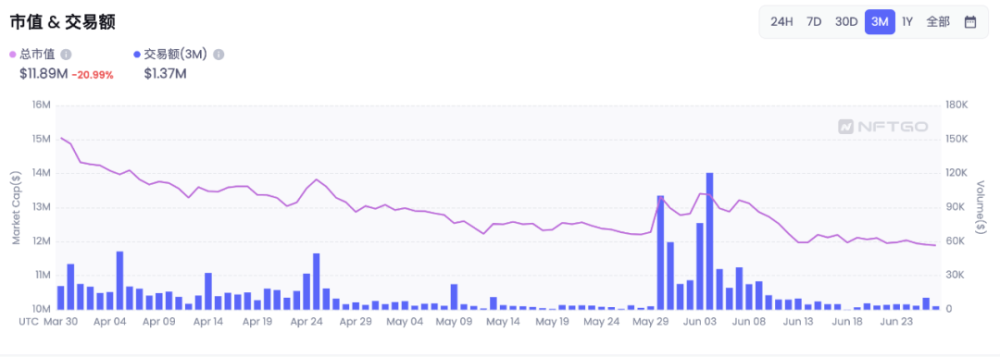 市值 & 交易额
24H 7D 30D 3M 1Y 全部
总市值 交易额(3M)
$11.89M -20.99% $1.37M
16M 180K
15M 150K
14M 120K
13M 90K
12M 60K
11M 30K
10M 0
Market Cap($)
Volume($)
NFTGO
UTC Mar 30 Apr 04 Apr 09 Apr 14 Apr 19 Apr 24 Apr 29 May 04 May 09 May 14 May 19 May 24 May 29 Jun 03 Jun 08 Jun 13 Jun 18 Jun 23